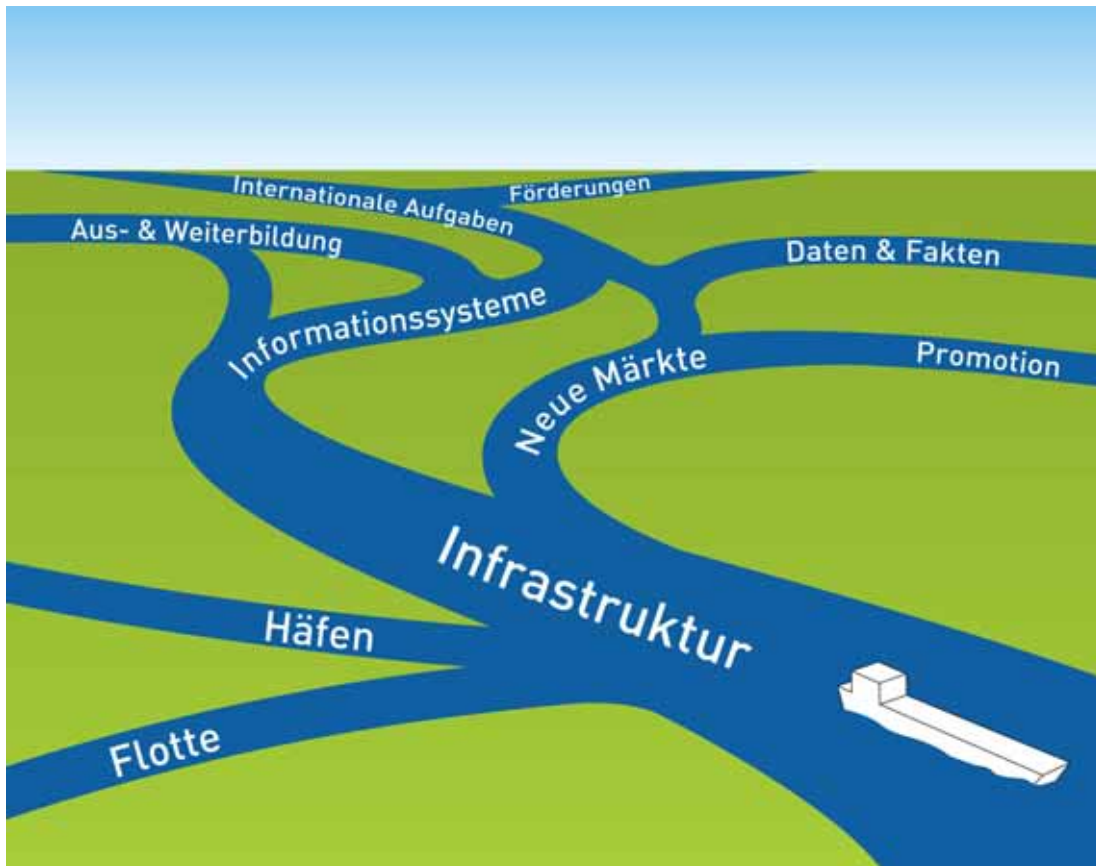 Internationale Aufgaben
Förderungen
Aus- & Weiterbildung
Daten & Fakten
Informationssysteme
Neue Märkte
Promotion
Infrastruktur
Häfen
Flotte